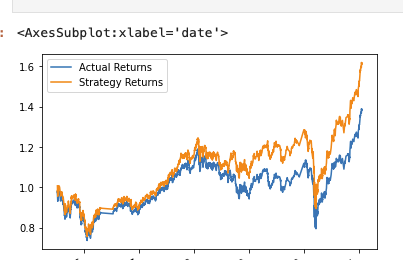 : <AxesSubplot:xlabel='date'>
Actual Returns
Strategy Returns
1.6
1.4
1.2
1.0
0.8